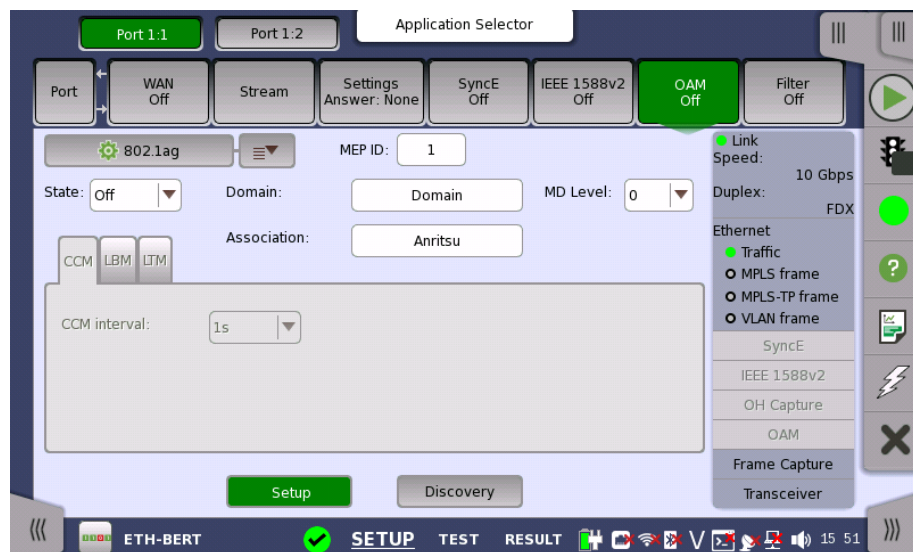 Application Selector
Port 1:1
Port 1:2
Port
WAN
Off
Stream
Settings
Answer: None
SyncE
Off
IEEE 1588v2
Off
OAM
Off
Filter
Off
802.1ag
MEP ID:
1
State:
Off
Domain:
Domain
MD Level:
0
Association:
Anritsu
CCM
LBM
LTM
CCM interval:
1s
Setup
Discovery
Link
Speed:
10 Gbps
Duplex:
FDX
Ethernet
Traffic
MPLS frame
MPLS-TP frame
VLAN frame
SyncE
IEEE 1588v2
OH Capture
OAM
Frame Capture
Transceiver
ETH-BERT
SETUP
TEST
RESULT
15 51